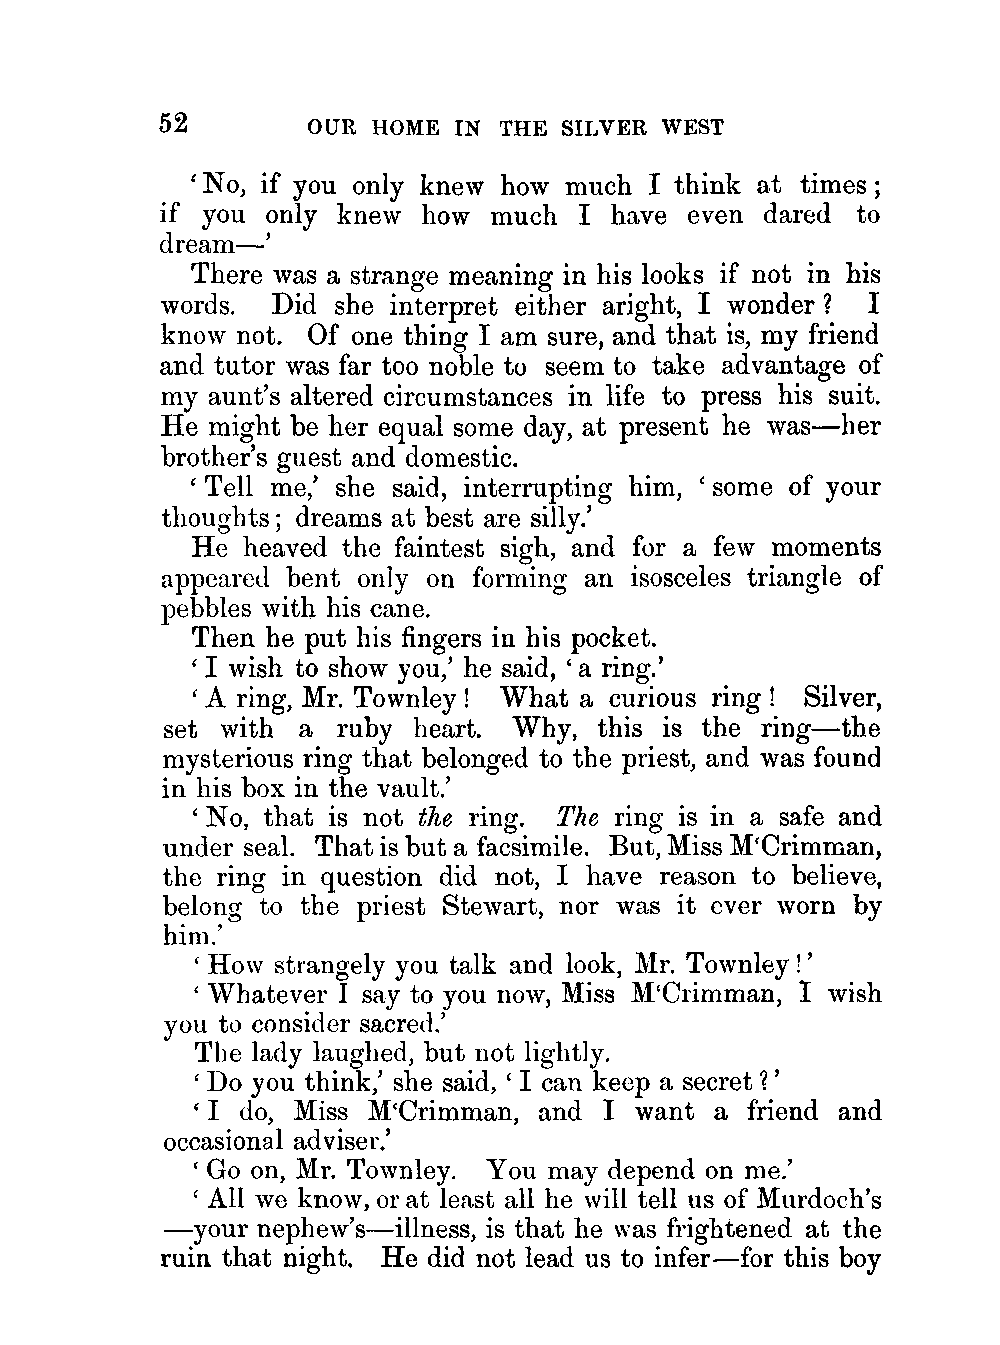 52 OUR HOME IN THE SILVER WEST
‘No, if you only knew how much I think at times;
if you only knew how much I have even dared to
dream—’
There was a strange meaning in his looks if not in his
words. Did she interpret either aright, I wonder? I
know not. Of one thing I am sure, and that is, my friend
and tutor was far too noble to seem to take advantage of
my aunt’s altered circumstances in life to press his suit.
He might be her equal some day, at present he was—her
brother’s guest and domestic.
‘Tell me,’ she said, interrupting him, ‘some of your
thoughts; dreams at best are silly.’
He heaved the faintest sigh, and for a few moments
appeared bent only on forming an isosceles triangle of
pebbles with his cane.
Then he put his fingers in his pocket.
‘I wish to show you,’ he said, ‘a ring.’
‘A ring, Mr. Townley! What a curious ring! Silver,
set with a ruby heart. Why, this is the ring—the
mysterious ring that belonged to the priest, and was found
in his box in the vault.’
‘No, that is not the ring. The ring is in a safe and
under seal. That is but a facsimile. But, Miss M‘Crimman,
the ring in question did not, I have reason to believe,
belong to the priest Stewart, nor was it ever worn by
him.’
‘How strangely you talk and look, Mr. Townley!’
‘Whatever I say to you now, Miss M‘Crimman, I wish
you to consider sacred.’
The lady laughed, but not lightly.
‘Do you think,’ she said, ‘I can keep a secret?’
‘I do, Miss M‘Crimman, and I want a friend and
occasional adviser.’
‘Go on, Mr. Townley. You may depend on me.’
‘All we know, or at least all he will tell us of Murdoch’s
—your nephew’s—illness, is that he was frightened at the
ruin that night. He did not lead us to infer—for this boy